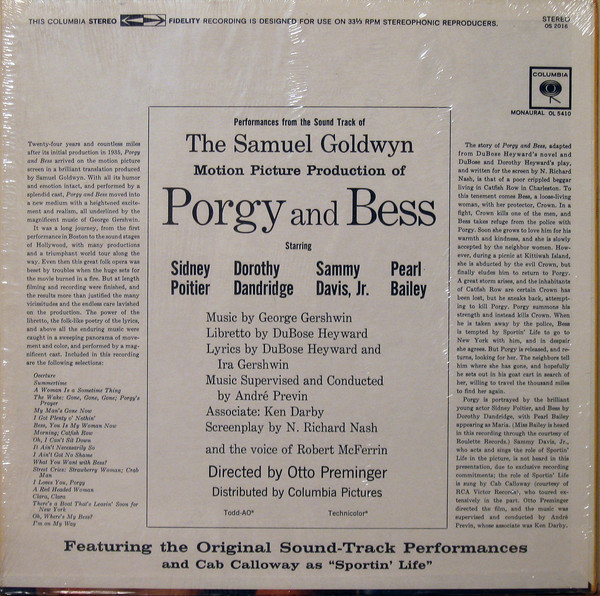 THIS COLUMBIA STEREO FIDELITY RECORDING IS DESIGNED FOR USE ON 33⅓ RPM STEREOPHONIC REPRODUCERS.
STEREO
OS 2016
COLUMBIA
MONAURAL OL 5410
Twenty-four years and countless miles
after its initial production in 1935, Porgy
and Bess arrived on the motion picture
screen in a brilliant translation produced
by Samuel Goldwyn. With all its humor
and emotion intact, and performed by a
splendid cast, Porgy and Bess moved into
a new medium with a heightened excite-
ment and realism, all underlined by the
magnificent music of George Gershwin.
It was a long journey, from the first
performance in Boston to the sound stages
of Hollywood, with many productions
and a triumphant world tour along the
way. Even then this great folk opera was
beset by troubles when the huge sets for
the movie burned in a fire. But at length
filming and recording were finished, and
the results more than justified the many
vicissitudes and the endless care lavished
on the production. The power of the
libretto, the folk-like poetry of the lyrics,
and above all the enduring music were
caught in a sweeping panorama of move-
ment and color, and performed by a mag-
nificent cast. Included in this recording
are the following selections:
Overture
Summertime
A Woman Is a Sometime Thing
The Wake; Gone, Gone, Gone; Porgy's
Prayer
My Man's Gone Now
I Got Plenty o' Nuthin'
Bess, You Is My Woman Now
Morning; Catfish Row
Oh, I Can't Sit Down
It Ain't Necessarily So
I Ain't Got No Shame
What You Want with Bess?
Street Cries: Strawberry Woman; Crab
Man
I Loves You, Porgy
A Red Headed Woman
Clara, Clara
There's a Boat That's Leavin' Soon for
New York
Oh, Where's My Bess?
I'm on My Way
Performances from the Sound Track of
The Samuel Goldwyn
Motion Picture Production of
Porgy and Bess
Starring
Sidney Dorothy Sammy Pearl
Poitier Dandridge Davis, Jr. Bailey
Music by George Gershwin
Libretto by DuBose Heyward
Lyrics by DuBose Heyward and
Ira Gershwin
Music Supervised and Conducted
by André Previn
Associate: Ken Darby
Screenplay by N. Richard Nash
and the voice of Robert McFerrin
Directed by Otto Preminger
Distributed by Columbia Pictures
Todd-AO® Technicolor®
The story of Porgy and Bess, adapted
from DuBose Heyward's novel and
DuBose and Dorothy Heyward's play,
and written for the screen by N. Richard
Nash, is that of a poor crippled beggar
living in Catfish Row in Charleston. To
this tenement comes Bess, a loose-living
woman, with her protector, Crown. In a
fight, Crown kills one of the men, and
Bess takes refuge from the police with
Porgy. Soon she grows to love him for his
warmth and kindness, and she is slowly
accepted by the neighbor women. How-
ever, during a picnic at Kittiwah Island,
she is abducted by the evil Crown, but
finally eludes him to return to Porgy.
A great storm arises, and the inhabitants
of Catfish Row are certain Crown has
been lost, but he sneaks back, attempt-
ing to kill Porgy. Porgy summons his
strength and instead kills Crown. When
he is taken away by the police, Bess
is tempted by Sportin' Life to go to
New York with him, and in despair
she agrees. But Porgy is released, and re-
turns, looking for her. The neighbors tell
him where she has gone, and hopefully
he sets out in his goat cart in search of
her, willing to travel the thousand miles
to find her again.
Porgy is portrayed by the brilliant
young actor Sidney Poitier, and Bess by
Dorothy Dandridge, with Pearl Bailey
appearing as Maria. (Miss Bailey is heard
in this recording through the courtesy of
Roulette Records.) Sammy Davis, Jr.,
who acts and sings the role of Sportin'
Life in the picture, is not heard in this
presentation, due to exclusive recording
commitments; the role of Sportin' Life
is sung by Cab Calloway (courtesy of
RCA Victor Records), who toured ex-
tensively in the part. Otto Preminger
directed the film, and the music was
supervised and conducted by André
Previn, whose associate was Ken Darby.
Featuring the Original Sound-Track Performances
and Cab Calloway as "Sportin' Life"